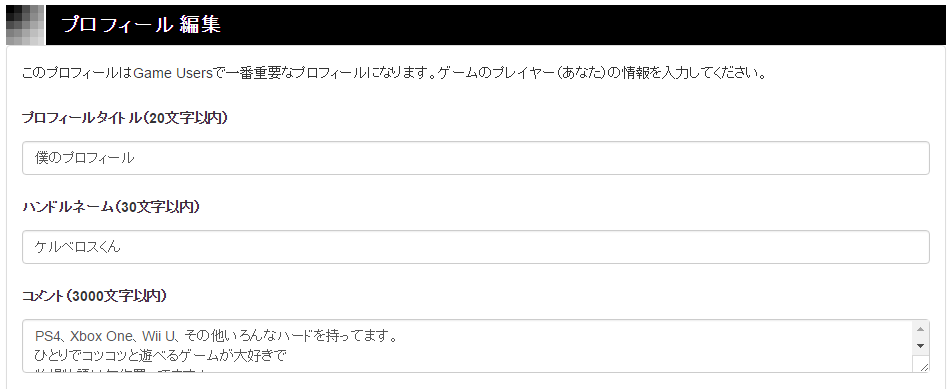 プロフィール 編集
このプロフィールはGame Usersで一番重要なプロフィールになります。ゲームのプレイヤー（あなた）の情報を入力してください。
プロフィールタイトル（20文字以内）
僕のプロフィール
ハンドルネーム（30文字以内）
ケルベロスくん
コメント（3000文字以内）
PS4、Xbox One、Wii U、その他いろんなハードを持ってます。
ひとりでコツコツと遊べるゲームが大好きで